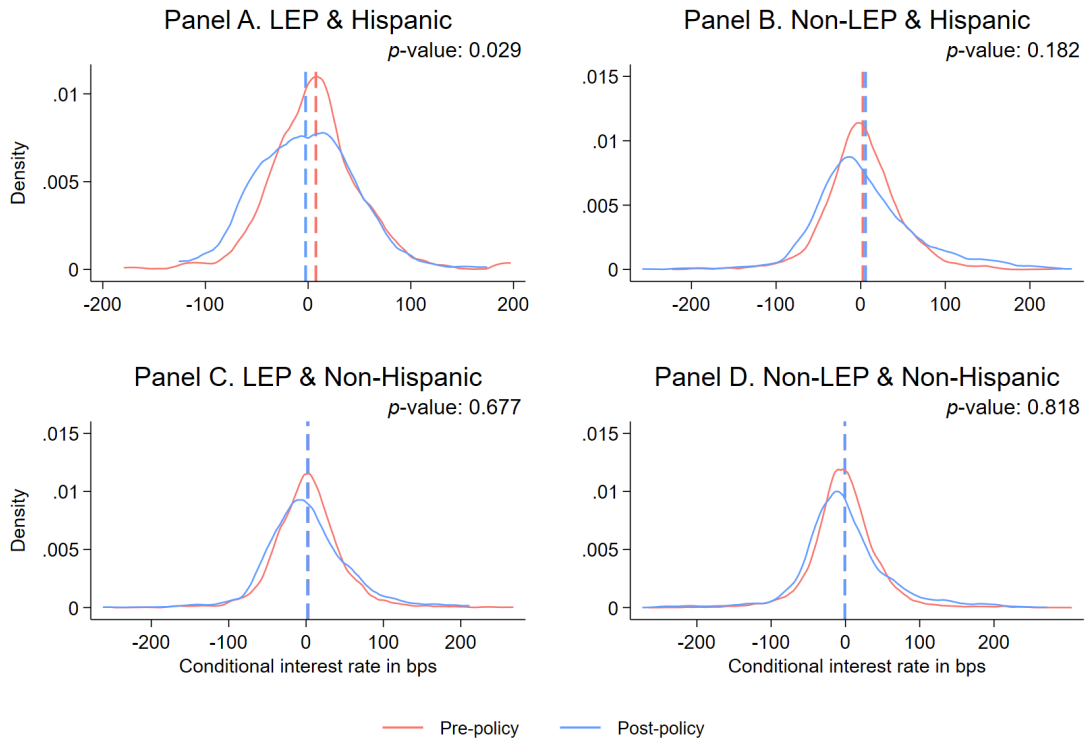 Panel A. LEP & Hispanic
p-value: 0.029
.01
.005
0
Density
-200 -100 0 100 200
Panel B. Non-LEP & Hispanic
p-value: 0.182
.015
.01
.005
0
-200 -100 0 100 200
Panel C. LEP & Non-Hispanic
p-value: 0.677
.015
.01
.005
0
Density
-200 -100 0 100 200
Conditional interest rate in bps
Panel D. Non-LEP & Non-Hispanic
p-value: 0.818
.015
.01
.005
0
-200 -100 0 100 200
Conditional interest rate in bps
Pre-policy Post-policy